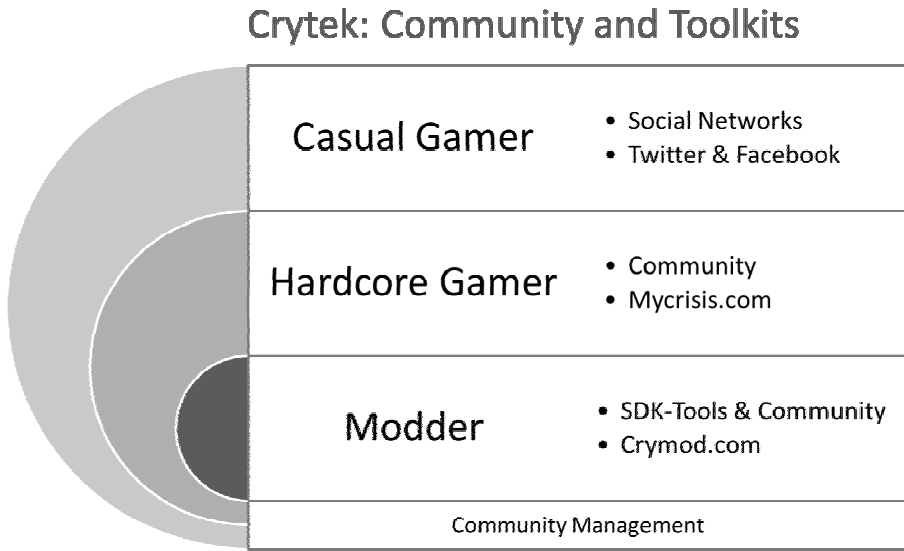 Crytek: Community and Toolkits
Casual Gamer
• Social Networks
• Twitter & Facebook
Hardcore Gamer
• Community
• Mycrisis.com
Modder
• SDK-Tools & Community
• Crymod.com
Community Management